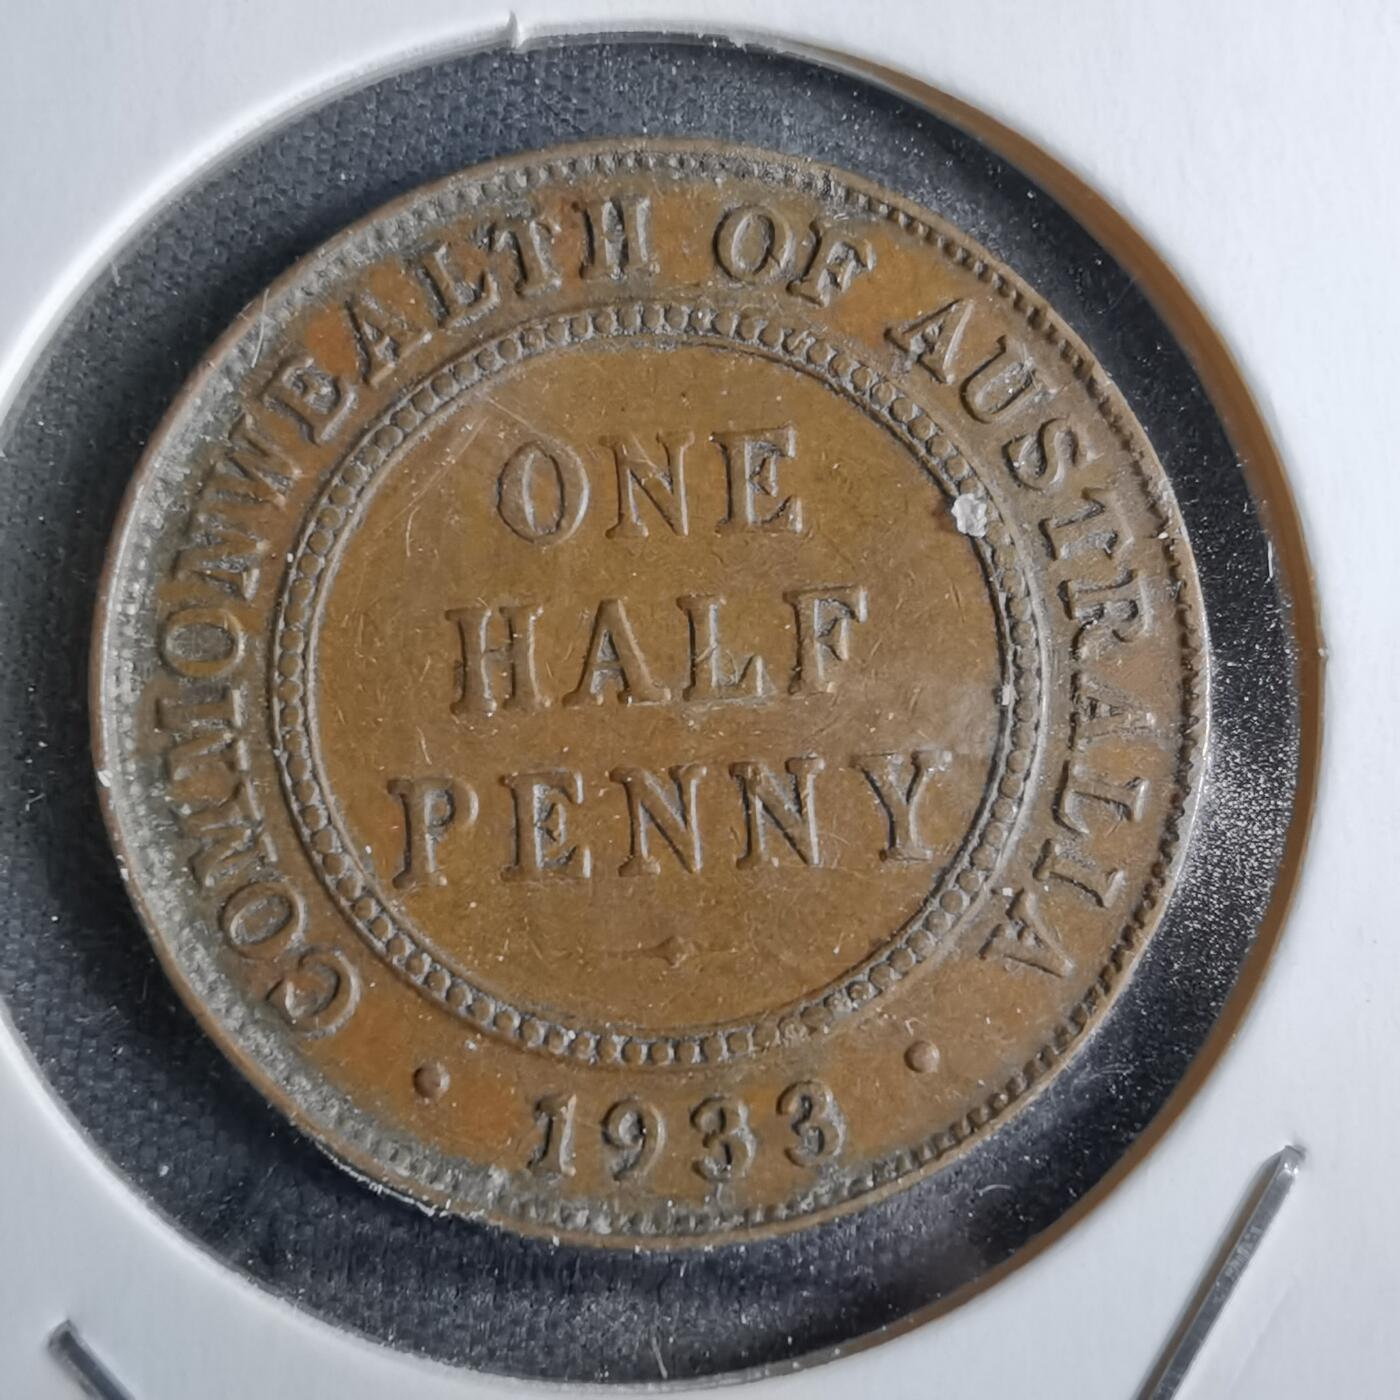 COMMONWEALTH OF AUSTRALIA
ONE
HALF
PENNY
1933